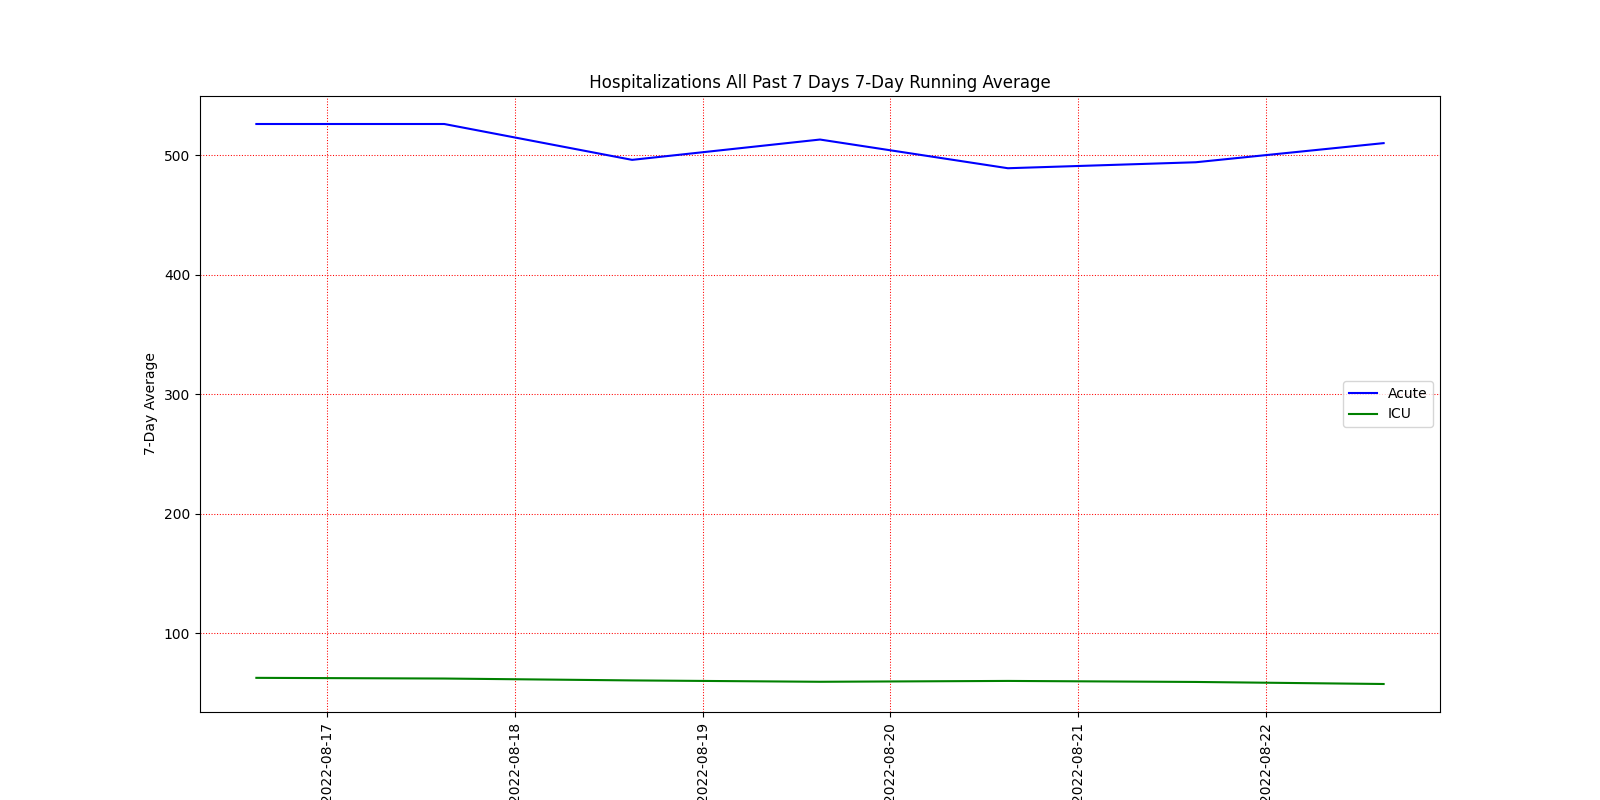 Hospitalizations All Past 7 Days 7-Day Running Average
7-Day Average
500
400
300
200
100
Acute
ICU
2022-08-17
2022-08-18
2022-08-19
2022-08-20
2022-08-21
2022-08-22